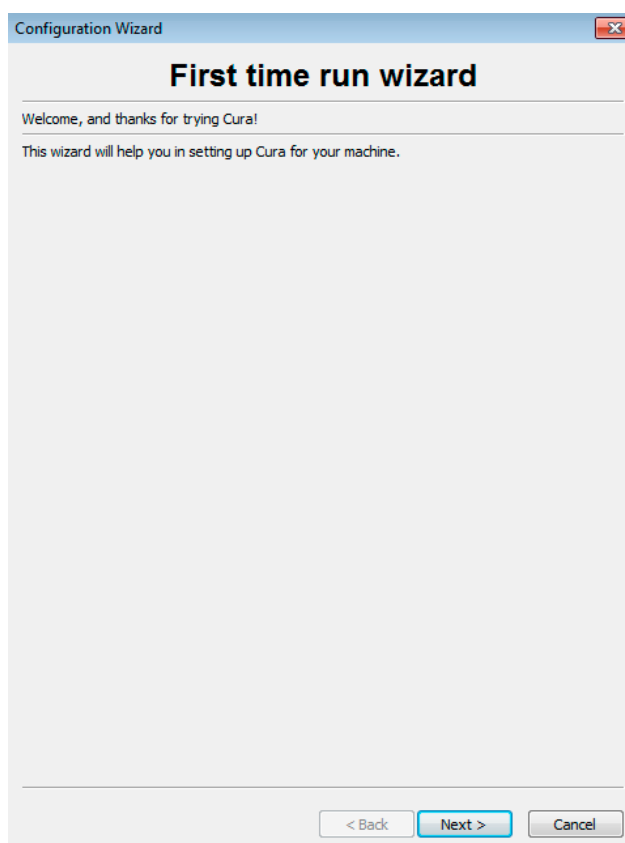 Configuration Wizard
First time run wizard
Welcome, and thanks for trying Cura!
This wizard will help you in setting up Cura for your machine.
< Back Next > Cancel